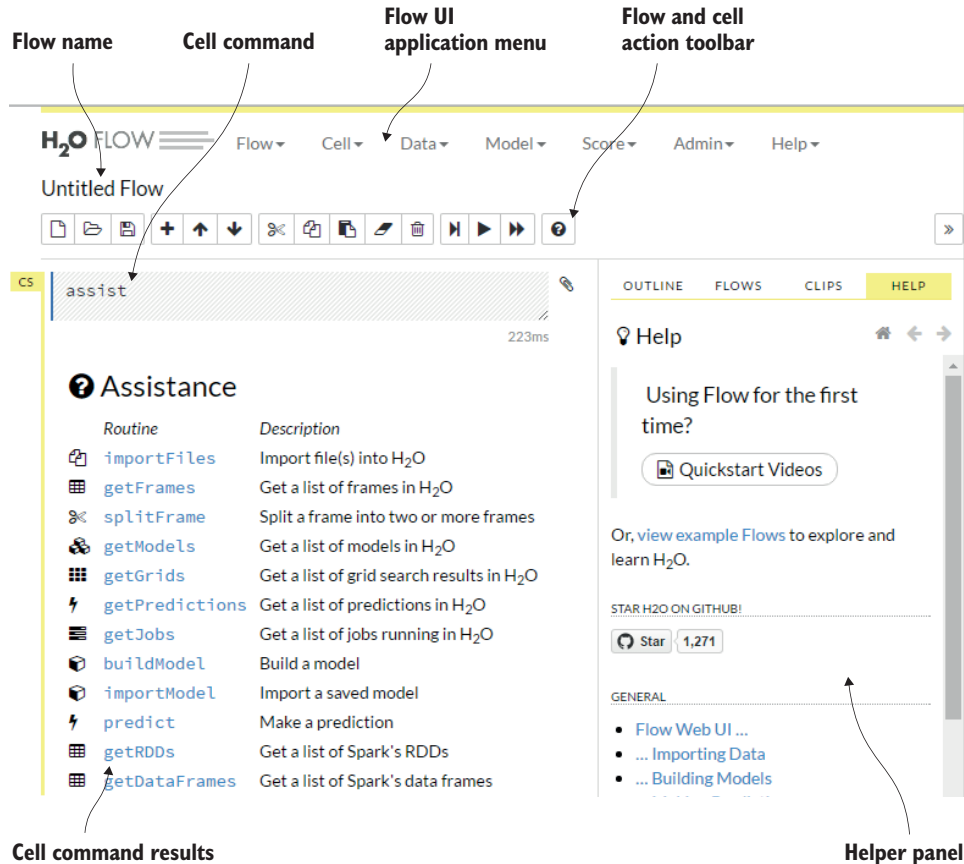 Flow name
Cell command
Flow UI
application menu
Flow and cell
action toolbar
H2O FLOW
Flow Cell Data Model Score Admin Help
Untitled Flow
CS
assist
223ms
Assistance
Routine Description
importFiles Import file(s) into H2O
getFrames Get a list of frames in H2O
splitFrame Split a frame into two or more frames
getModels Get a list of models in H2O
getGrids Get a list of grid search results in H2O
getPredictions Get a list of predictions in H2O
getJobs Get a list of jobs running in H2O
buildModel Build a model
importModel Import a saved model
predict Make a prediction
getRDDs Get a list of Spark's RDDs
getDataFrames Get a list of Spark's data frames
OUTLINE FLOWS CLIPS HELP
Help
Using Flow for the first
time?
Quickstart Videos
Or, view example Flows to explore and
learn H2O.
STAR H2O ON GITHUB!
Star 1,271
GENERAL
• Flow Web UI ...
• ... Importing Data
• ... Building Models
Cell command results
Helper panel